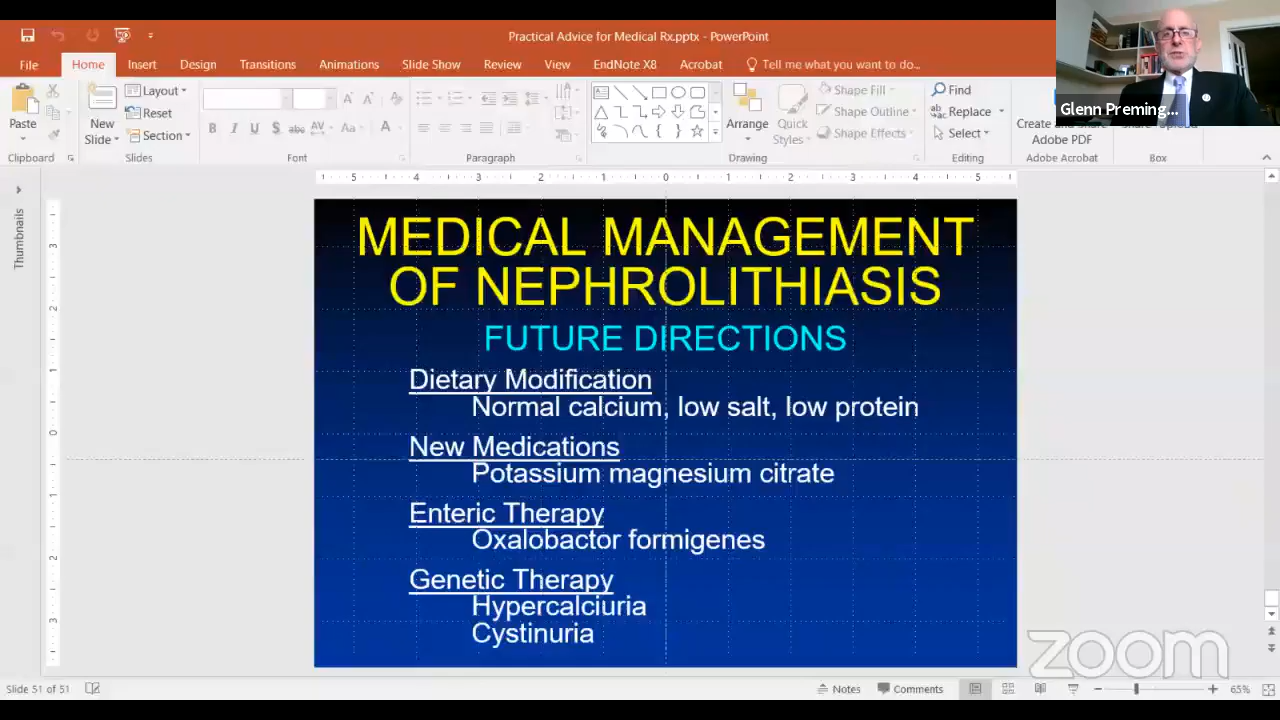 Practical Advice for Medical Rx.pptx - PowerPoint
File Home Insert Design Transitions Animations Slide Show Review View EndNote X8 Acrobat Tell me what you want to do...
Glenn Preming...
Paste
Clipboard
New Slide
Layout
Reset
Section
Slides
Font
Paragraph
Arrange
Quick Styles
Shape Fill
Shape Outline
Shape Effects
Drawing
Find
Replace
Select
Editing
Adobe PDF
Adobe Acrobat
Box
Thumbnails
MEDICAL MANAGEMENT
OF NEPHROLITHIASIS
FUTURE DIRECTIONS
Dietary Modification
Normal calcium, low salt, low protein
New Medications
Potassium magnesium citrate
Enteric Therapy
Oxalobactor formigenes
Genetic Therapy
Hypercalciuria
Cystinuria
zoom
Slide 51 of 51
Notes
Comments
65%